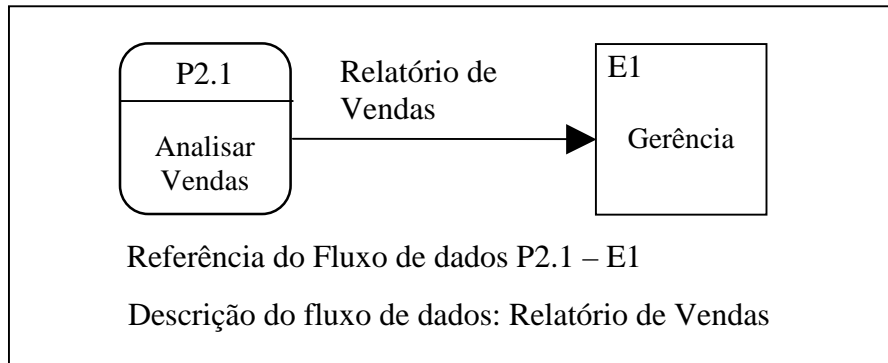 P2.1
Analisar
Vendas
Relatório de
Vendas
E1
Gerência
Referência do Fluxo de dados P2.1 – E1
Descrição do fluxo de dados: Relatório de Vendas